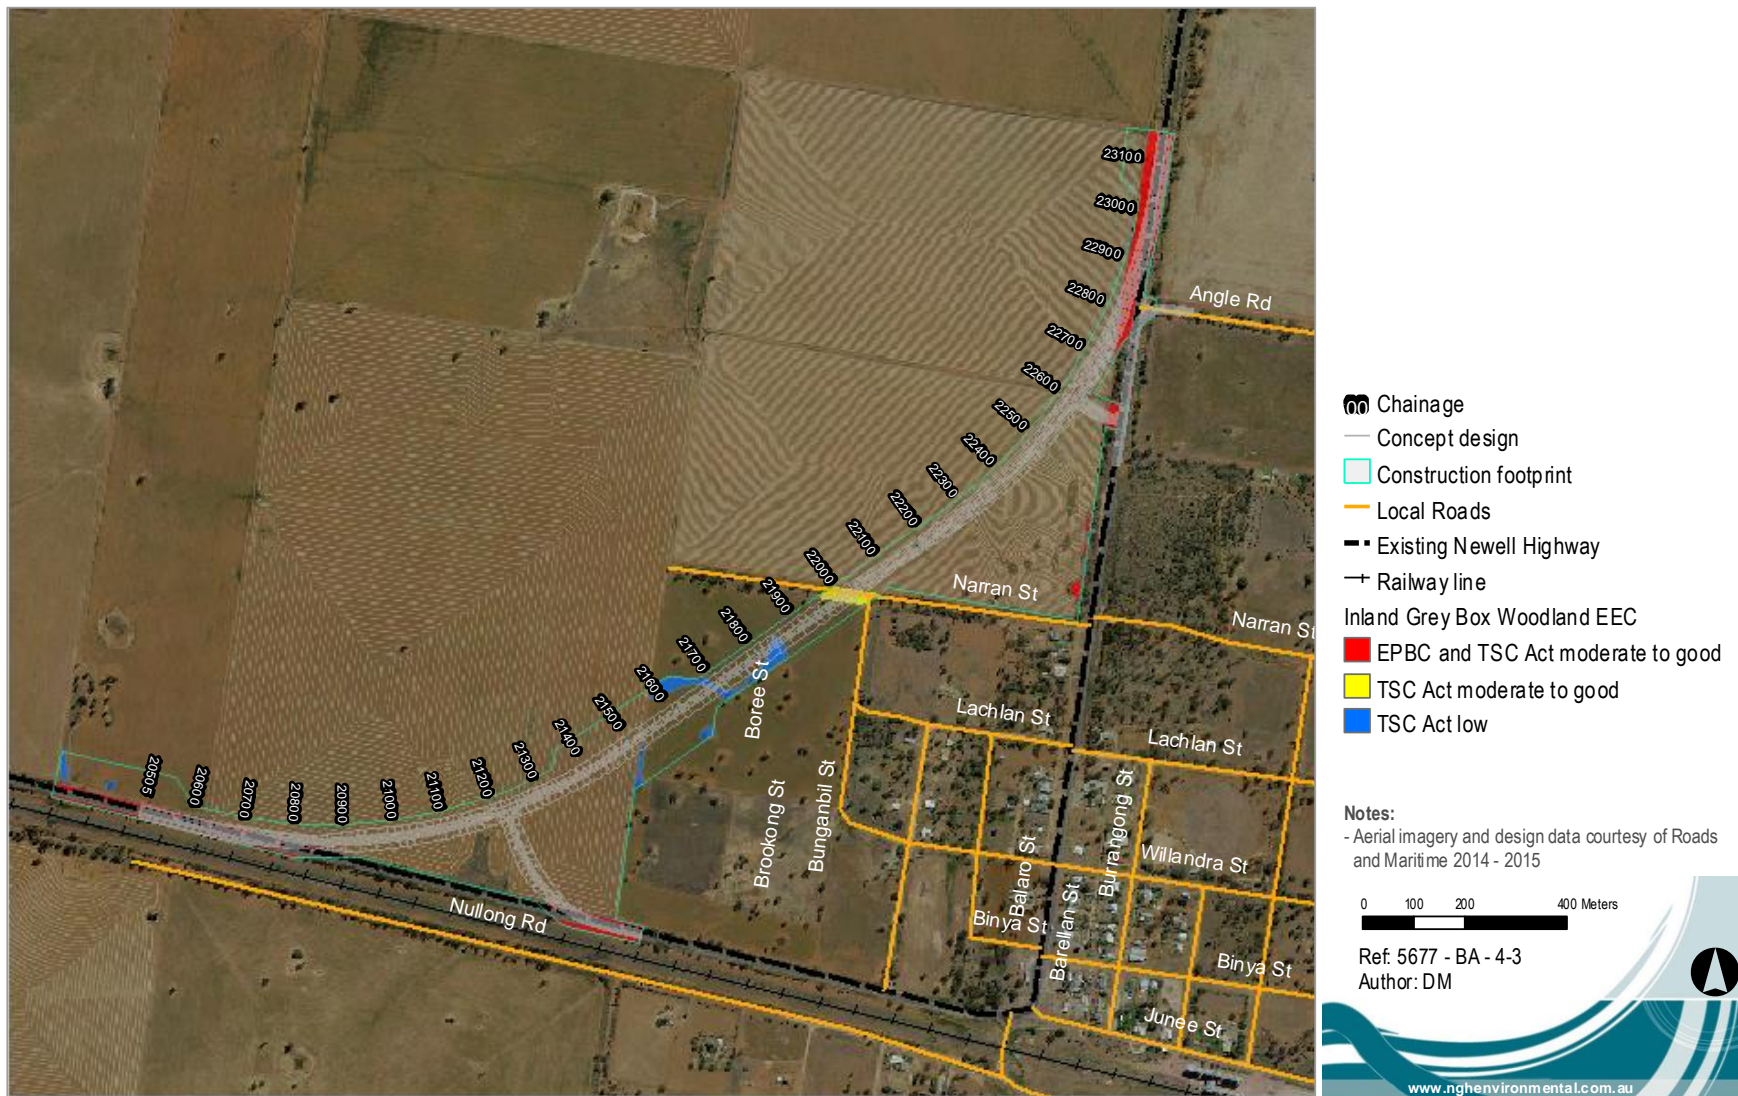 23100
23000
22900
22800
Angle Rd
22700
22600
22500
22400
22300
22200
22100
22000
21900
21800
21700
21600
21500
21400
21300
21200
21100
21000
20900
20800
20700
20600
20505
Narran St
Narran St
Boree St
Lachlan St
Lachlan St
Brookong St
Bunganbil St
Balaro St
Burrangong St
Willandra St
Barellan St
Binya St
Binya St
Nullong Rd
Junee St
Chainage
Concept design
Construction footprint
Local Roads
Existing Newell Highway
Railway line
Inland Grey Box Woodland EEC
EPBC and TSC Act moderate to good
TSC Act moderate to good
TSC Act low
Notes:
- Aerial imagery and design data courtesy of Roads
and Maritime 2014 - 2015
0 100 200 400 Meters
Ref: 5677 - BA - 4-3
Author: DM
www.nghenvironmental.com.au